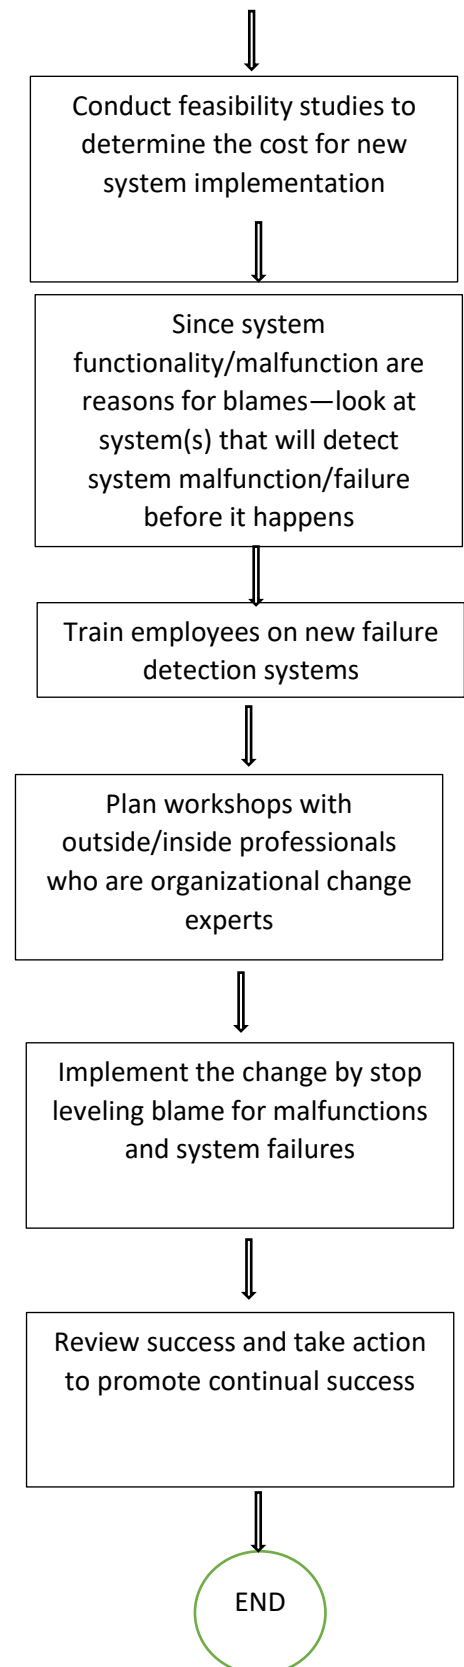 Conduct feasibility studies to
determine the cost for new
system implementation
Since system
functionality/malfunction are
reasons for blames—look at
system(s) that will detect
system malfunction/failure
before it happens
Train employees on new failure
detection systems
Plan workshops with
outside/inside professionals
who are organizational change
experts
Implement the change by stop
leveling blame for malfunctions
and system failures
Review success and take action
to promote continual success
END